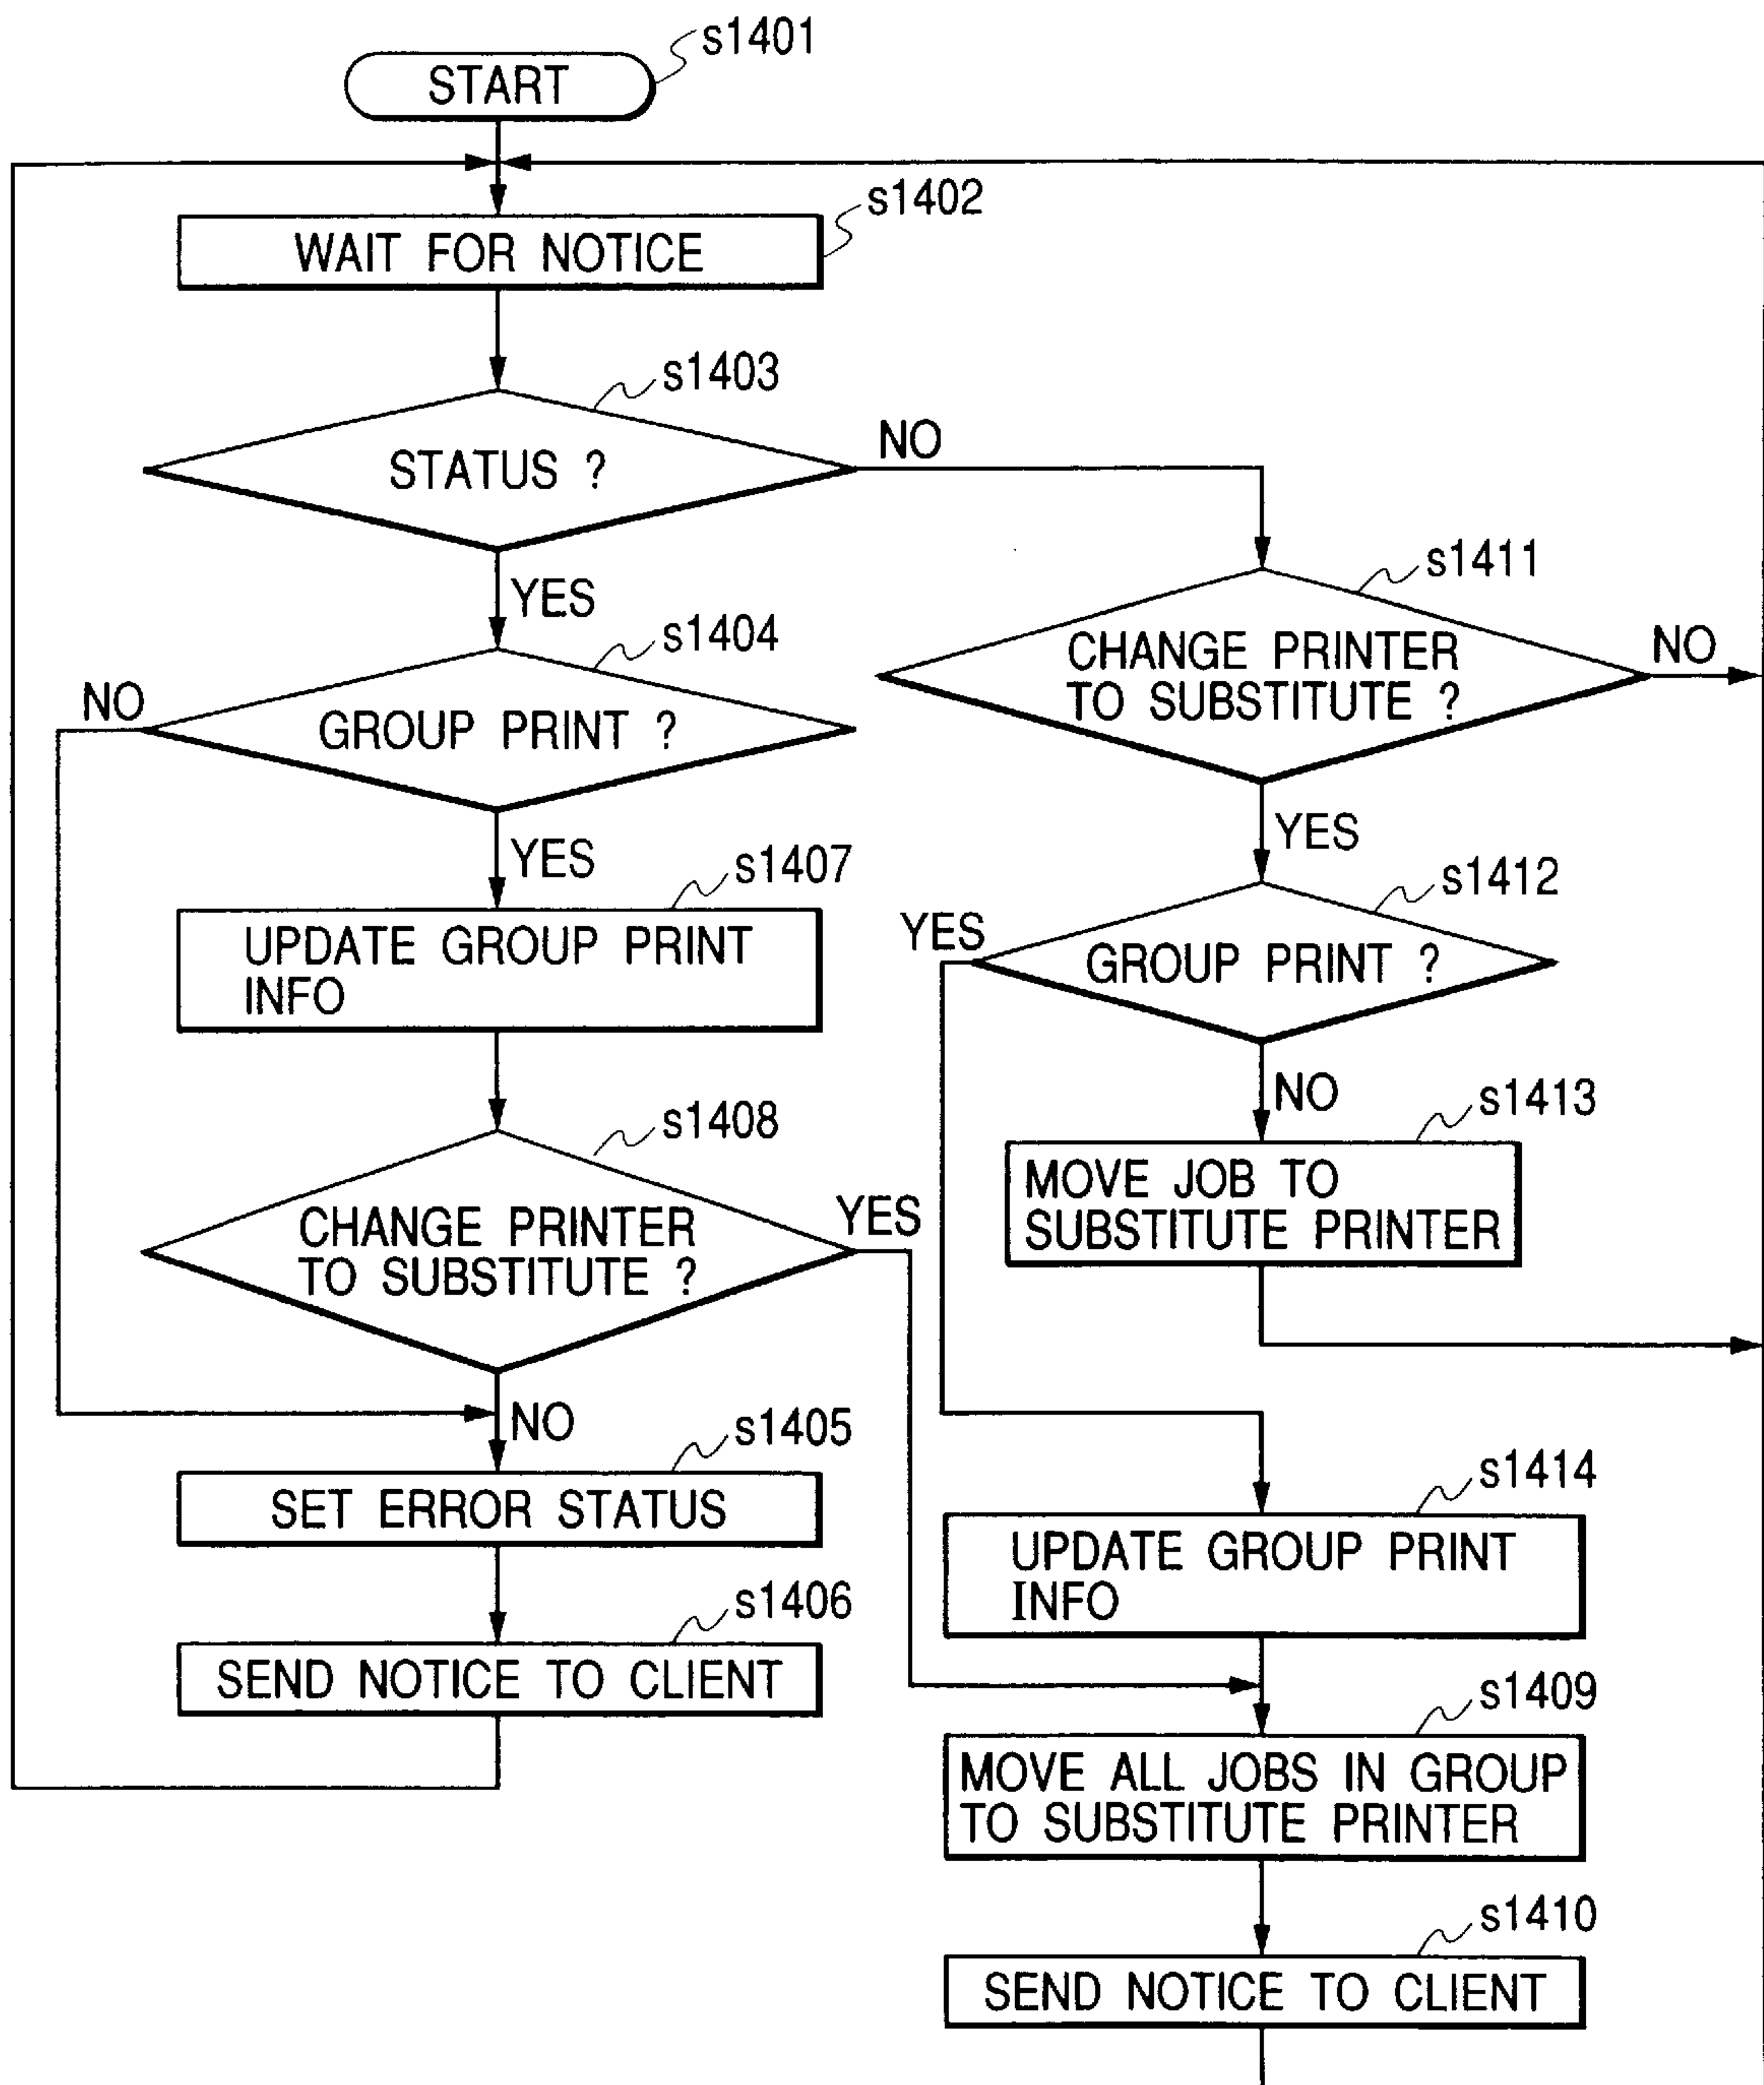 s1401
START
s1402
WAIT FOR NOTICE
s1403
STATUS ?
NO
YES
s1404
GROUP PRINT ?
NO
YES
s1407
UPDATE GROUP PRINT
INFO
s1408
CHANGE PRINTER
TO SUBSTITUTE ?
YES
NO
s1405
SET ERROR STATUS
s1406
SEND NOTICE TO CLIENT
s1411
CHANGE PRINTER
TO SUBSTITUTE ?
NO
YES
s1412
GROUP PRINT ?
YES
NO
s1413
MOVE JOB TO
SUBSTITUTE PRINTER
s1414
UPDATE GROUP PRINT
INFO
s1409
MOVE ALL JOBS IN GROUP
TO SUBSTITUTE PRINTER
s1410
SEND NOTICE TO CLIENT